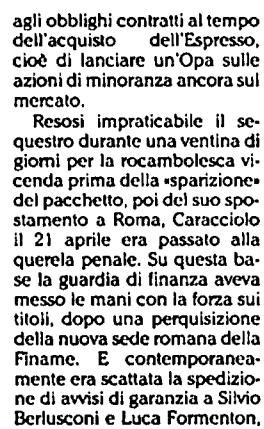 agli obblighi contratti al tempo
dell'acquisto dell'Espresso,
cioè di lanciare un'Opa sulle
azioni di minoranza ancora sul
mercato.
Resosi impraticabile il se-
questro durante una ventina di
giorni per la rocambolesca vi-
cenda prima della «sparizione»
del pacchetto, poi del suo spo-
stamento a Roma, Caracciolo
il 21 aprile era passato alla
querela penale. Su questa ba-
se la guardia di finanza aveva
messo le mani con la forza sui
titoli, dopo una perquisizione
della nuova sede romana della
Finame. E contemporanea-
mente era scattata la spedizio-
ne di avvisi di garanzia a Silvio
Berlusconi e Luca Formenton,